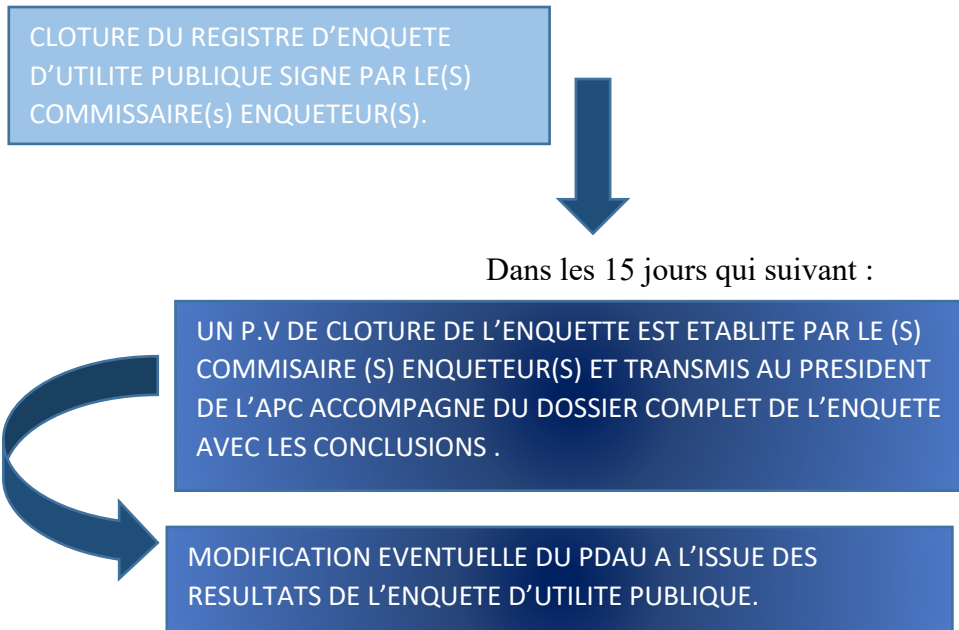 CLOTURE DU REGISTRE D’ENQUETE
D’UTILITE PUBLIQUE SIGNE PAR LE(S)
COMMISSAIRE(s) ENQUETEUR(S).
Dans les 15 jours qui suivant :
UN P.V DE CLOTURE DE L’ENQUETTE EST ETABLITE PAR LE (S)
COMMISAIRE (S) ENQUETEUR(S) ET TRANSMIS AU PRESIDENT
DE L’APC ACCOMPAGNE DU DOSSIER COMPLET DE L’ENQUETE
AVEC LES CONCLUSIONS .
MODIFICATION EVENTUELLE DU PDAU A L’ISSUE DES
RESULTATS DE L’ENQUETE D’UTILITE PUBLIQUE.